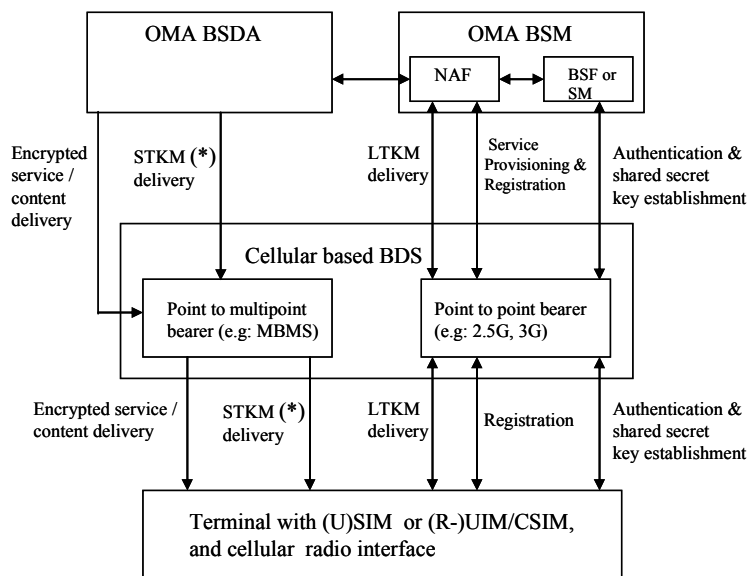 OMA BSDA
OMA BSM
NAF
BSF or
SM
Encrypted
service /
content
delivery
STKM (*)
delivery
LTKM
delivery
Service
Provisioning &
Registration
Authentication &
shared secret
key establishment
Cellular based BDS
Point to multipoint
bearer (e.g: MBMS)
Point to point bearer
(e.g: 2.5G, 3G)
Encrypted service /
content delivery
STKM (*)
delivery
LTKM
delivery
Registration
Authentication &
shared secret
key establishment
Terminal with (U)SIM or (R-)UIM/CSIM,
and cellular radio interface